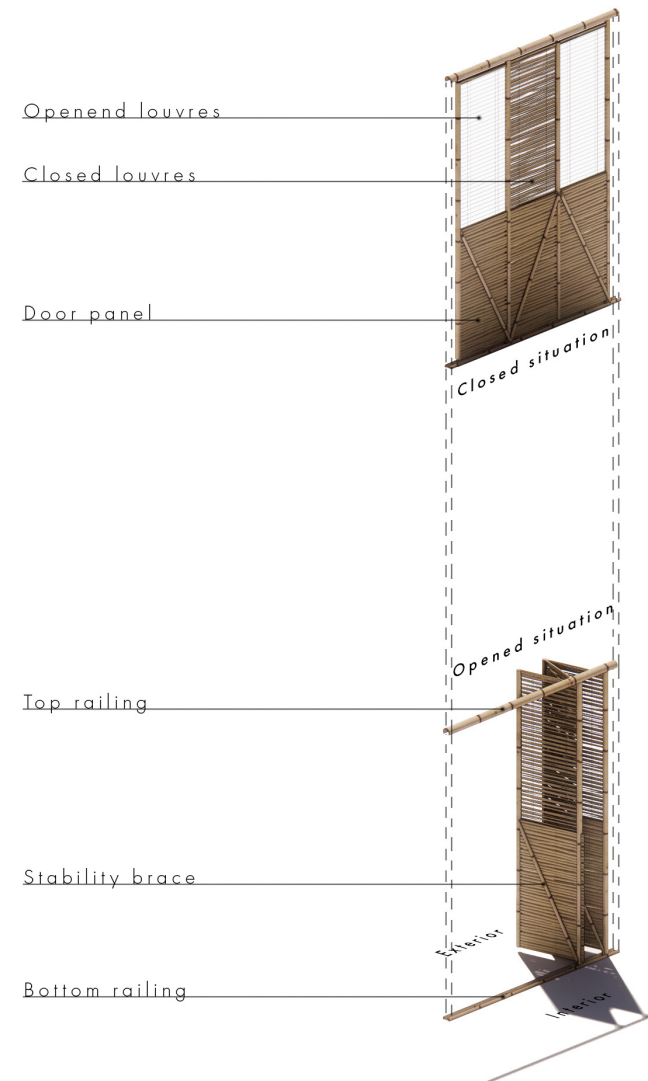 Openend louvres
Closed louvres
Door panel
Closed situation
Opened situation
Top railing
Stability brace
Exterior
Bottom railing
Interior